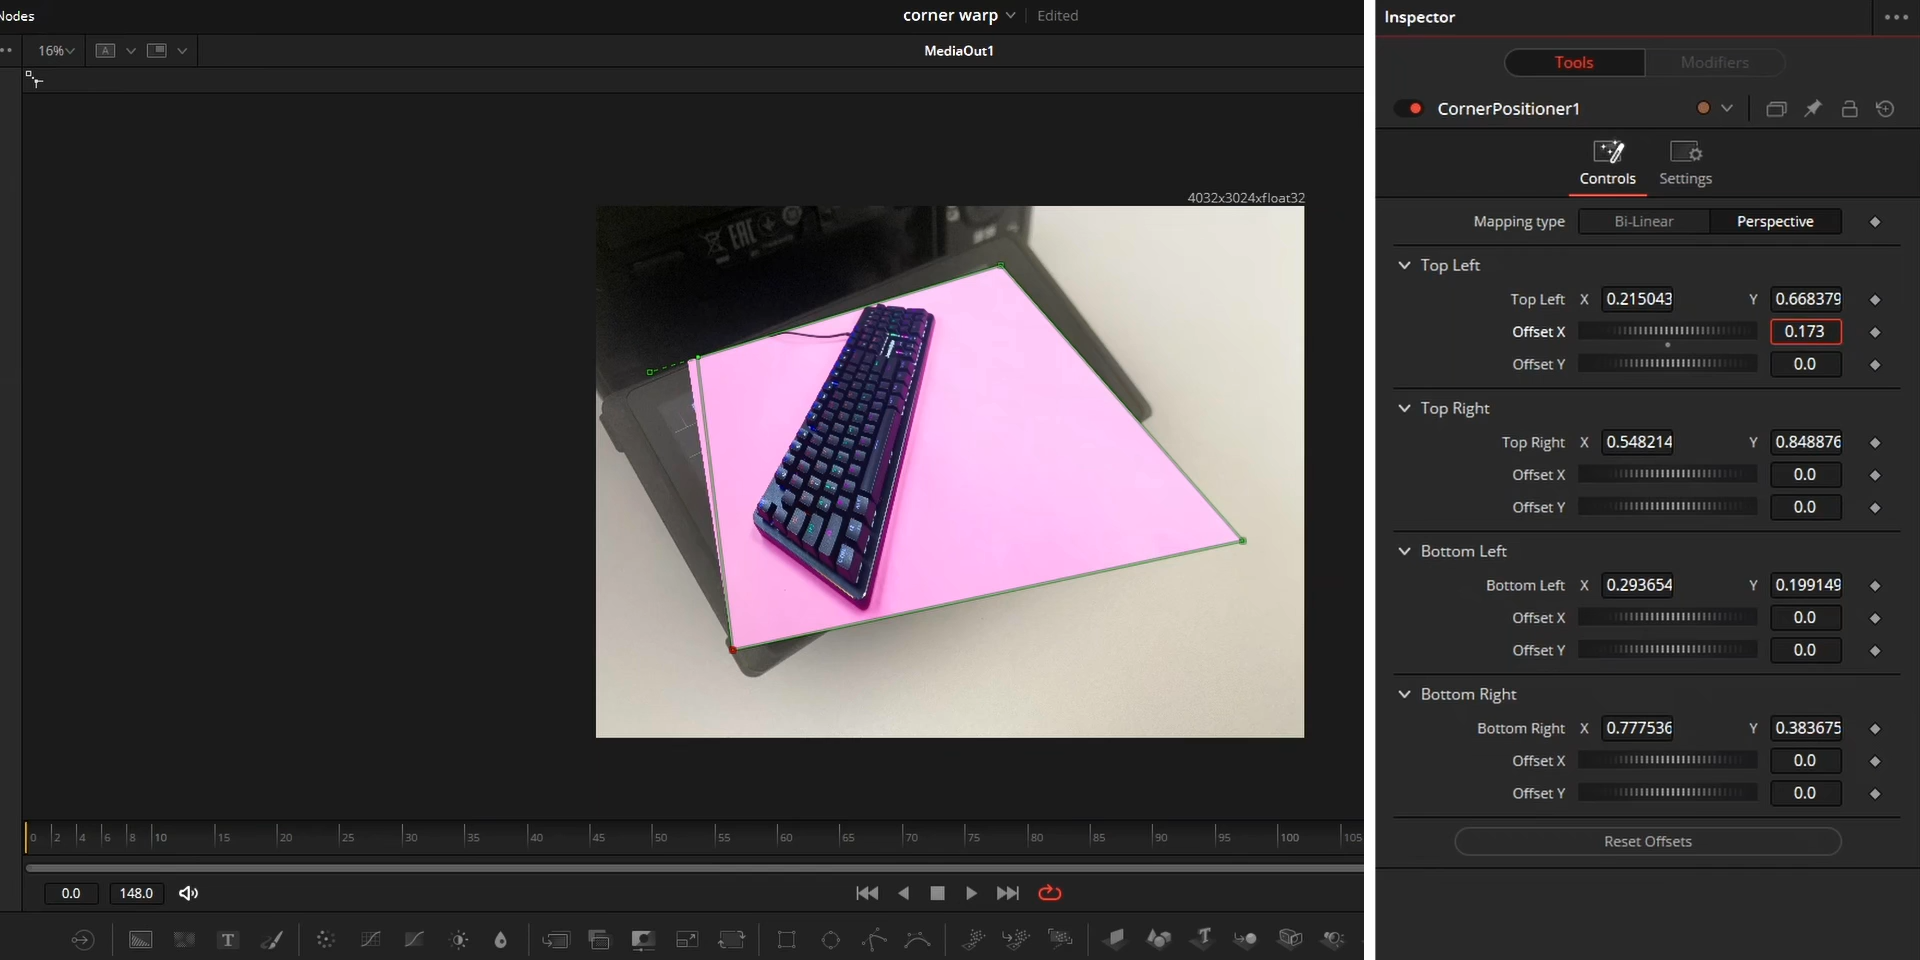 Nodes
corner warp
Edited
Inspector
16%
A
MediaOut1
Tools
Modifiers
CornerPositioner1
Controls
Settings
4032x3024xfloat32
EAC
Mapping type
Bi-Linear
Perspective
Top Left
Top Left X 0.215043 Y 0.668379
Offset X 0.173
Offset Y 0.0
Top Right
Top Right X 0.548214 Y 0.848876
Offset X 0.0
Offset Y 0.0
Bottom Left
Bottom Left X 0.293654 Y 0.199149
Offset X 0.0
Offset Y 0.0
Bottom Right
Bottom Right X 0.777536 Y 0.383675
Offset X 0.0
Offset Y 0.0
Reset Offsets
0 2 4 6 8 10 15 20 25 30 35 40 45 50 55 60 65 70 75 80 85 90 95 100 105
0.0 148.0
T